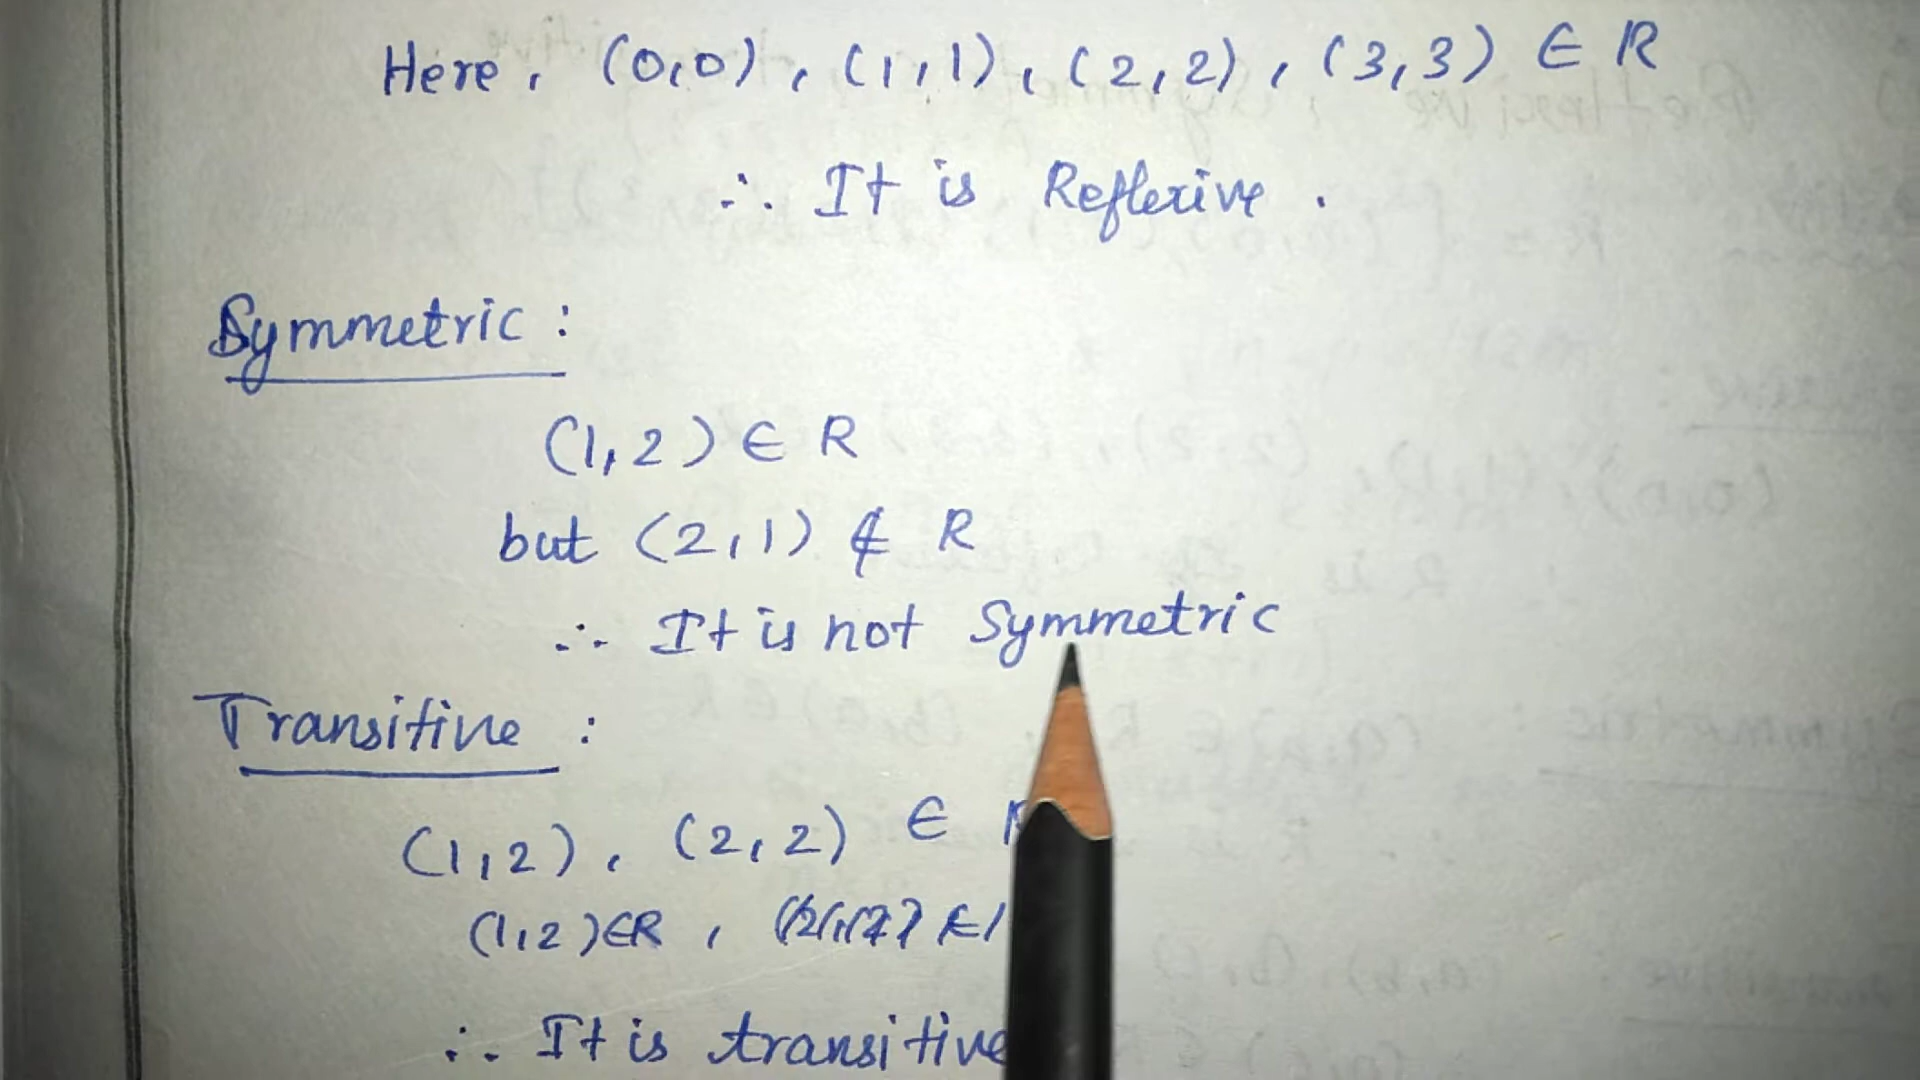 Here, (0,0), (1,1), (2,2), (3,3) ∈ R
∴ It is Reflexive.
Symmetric:
(1,2) ∈ R
but (2,1) ∉ R
∴ It is not Symmetric
Transitive:
(1,2), (2,2) ∈
(1,2)∈R,
∴ It is transitive